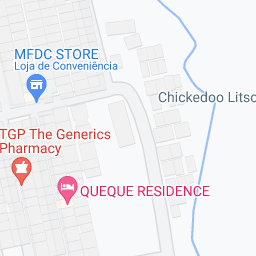 MFDC STORE
Loja de Conveniência
Chickedoo Litso
TGP The Generics
Pharmacy
QUEQUE RESIDENCE